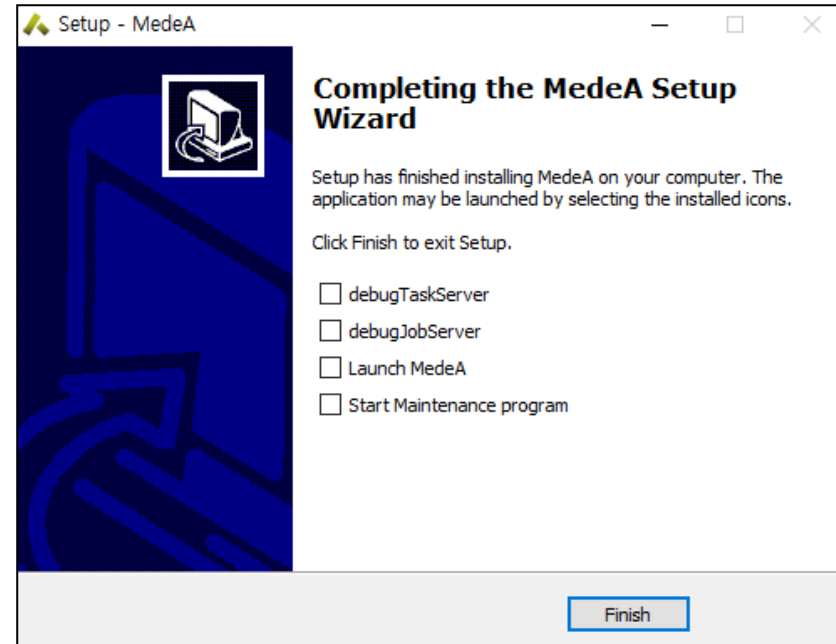 Setup - MedeA
Completing the MedeA Setup
Wizard
Setup has finished installing MedeA on your computer. The
application may be launched by selecting the installed icons.
Click Finish to exit Setup.
debugTaskServer
debugJobServer
Launch MedeA
Start Maintenance program
Finish